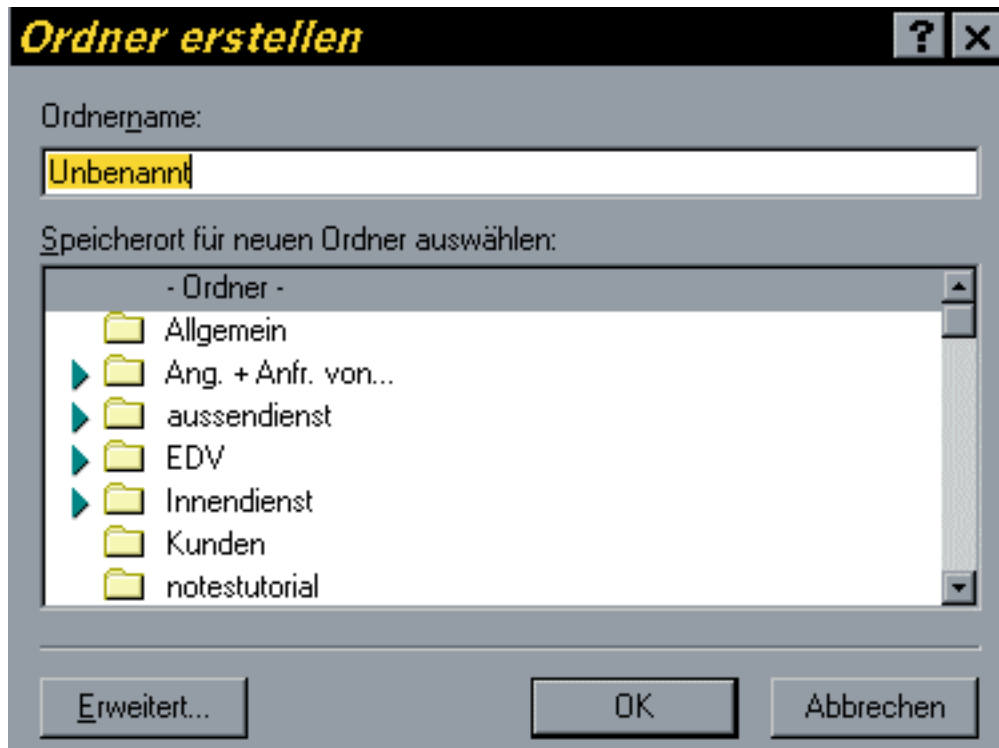 Ordner erstellen ? ×
Ordnername:
Unbenannt
Speicherort für neuen Ordner auswählen:
- Ordner -
Allgemein
Ang. + Anfr. von...
aussendienst
EDV
Innendienst
Kunden
notestutorial
Erweitert... OK Abbrechen